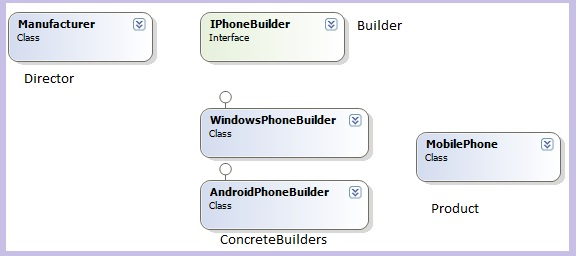 Manufacturer
Class
Director
IPhoneBuilder
Interface
Builder
WindowsPhoneBuilder
Class
AndroidPhoneBuilder
Class
ConcreteBuilders
MobilePhone
Class
Product